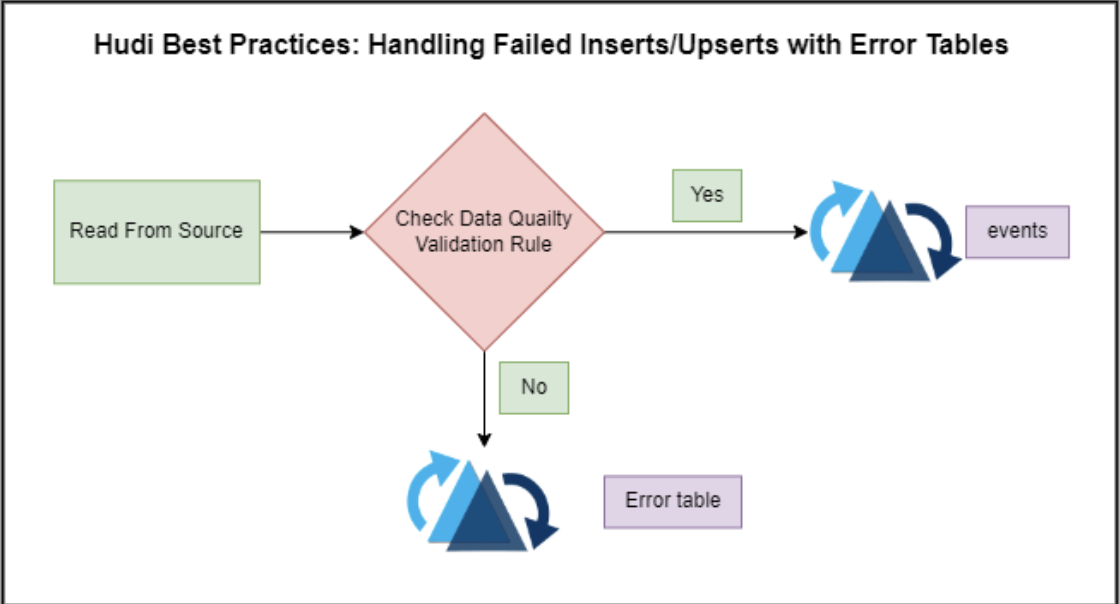 Hudi Best Practices: Handling Failed Inserts/Upserts with Error Tables
Read From Source
Check Data Quailty
Validation Rule
Yes
events
No
Error table